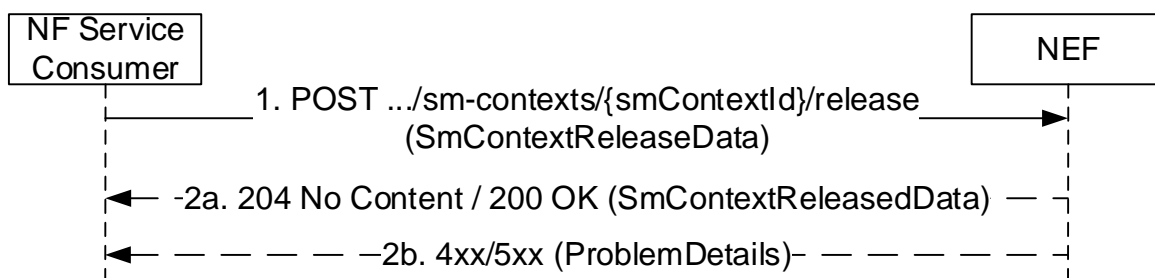 NF Service
Consumer
NEF
1. POST .../sm-contexts/{smContextId}/release
(SmContextReleaseData)
2a. 204 No Content / 200 OK (SmContextReleasedData)
2b. 4xx/5xx (ProblemDetails)